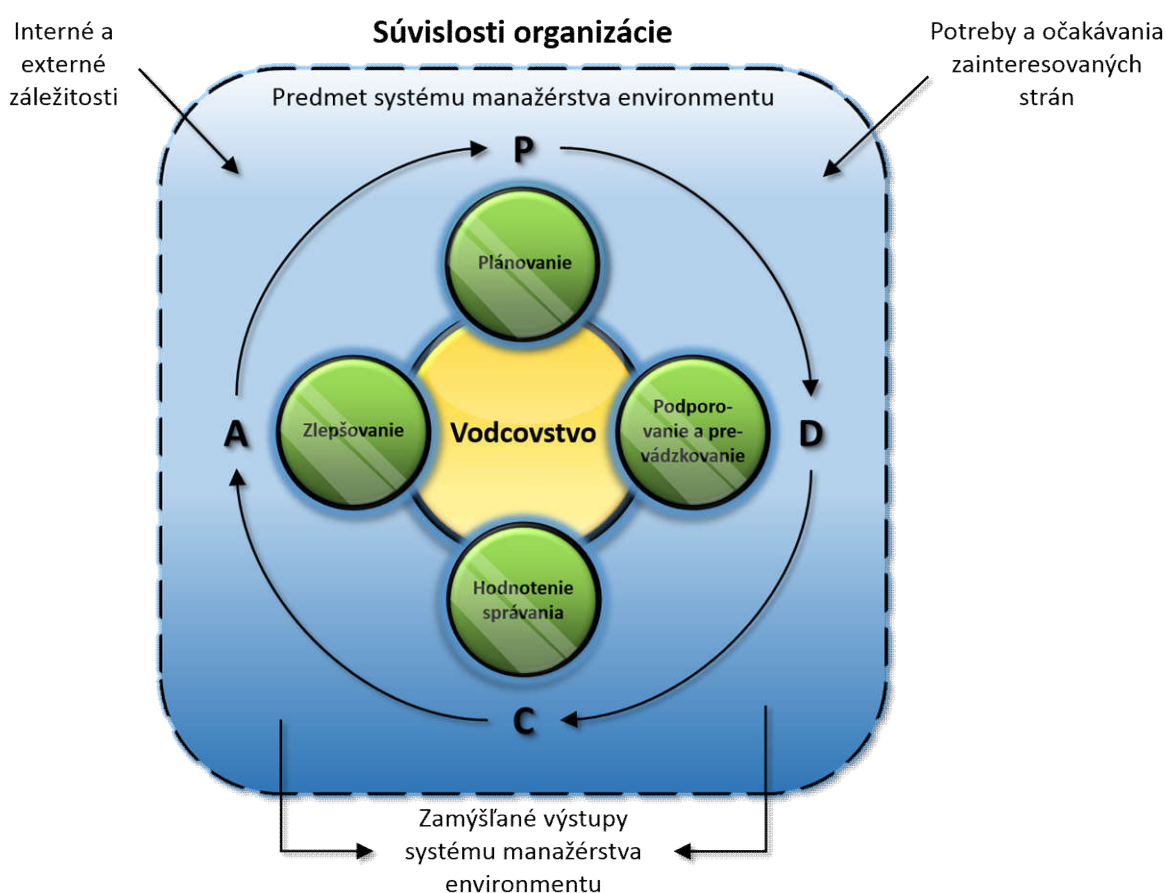 Súvislosti organizácie
Interné a
externé
záležitosti
Potreby a očakávania
zainteresovaných
strán
Predmet systému manažérstva environmentu
P
Plánovanie
A
Zlepšovanie
Vodcovstvo
Podporo-
vanie a pre-
vádzkovanie
D
Hodnotenie
správania
C
Zamýšľané výstupy
systému manažérstva
environmentu